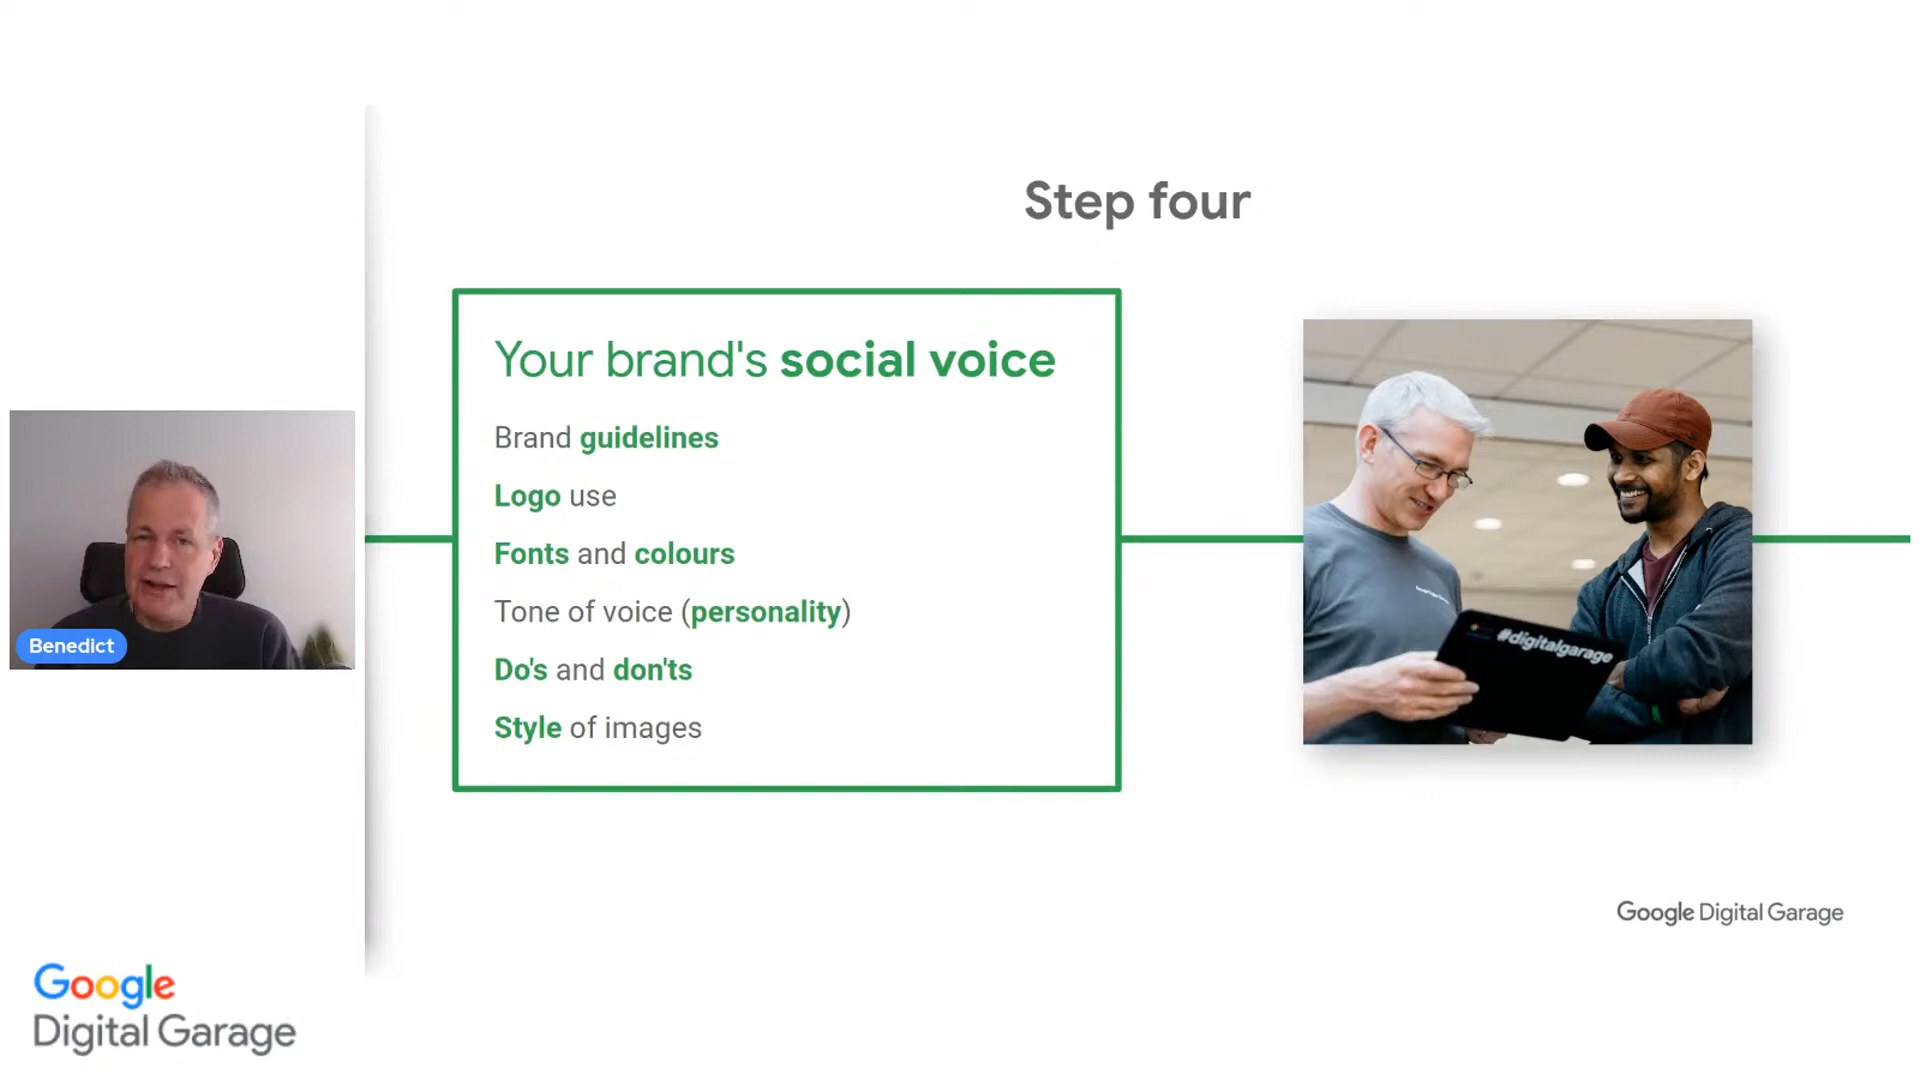 Step four
Your brand's social voice
Brand guidelines
Logo use
Fonts and colours
Tone of voice (personality)
Do's and don'ts
Style of images
Benedict
#digitalgarage
Google Digital Garage
Google
Digital Garage